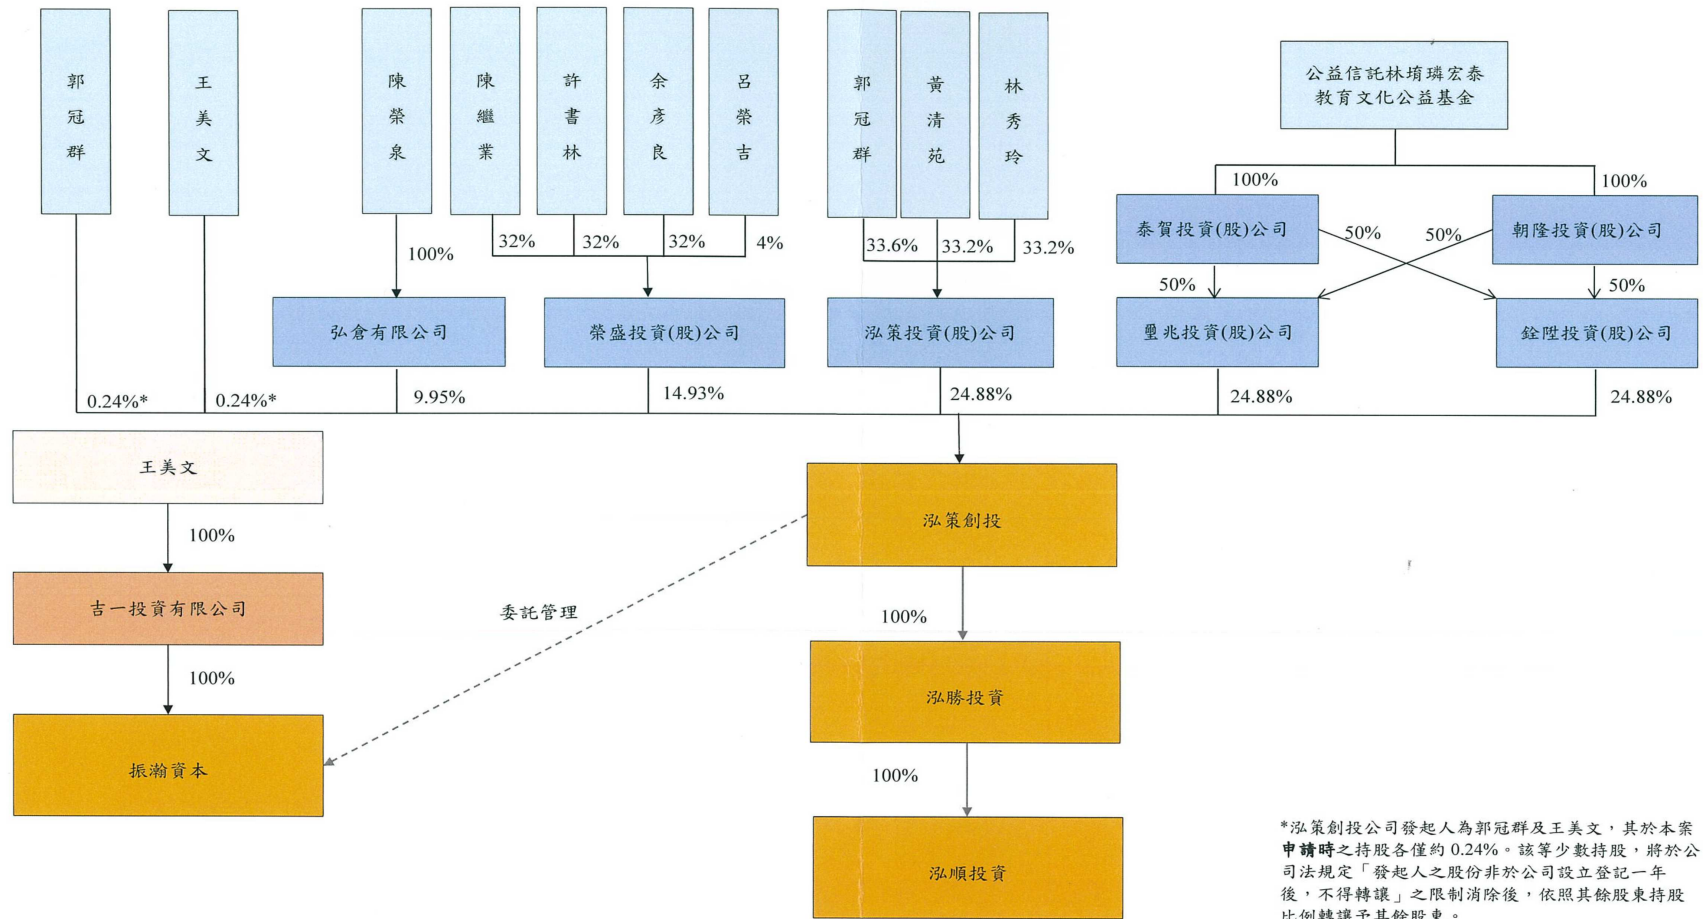 郭冠群
王美文
陳榮泉
陳繼業
許書林
余彥良
呂榮吉
郭冠群
黃清苑
林秀玲
公益信託林堉璘宏泰
教育文化公益基金
100%
32%
32%
32%
4%
33.6%
33.2%
33.2%
100%
100%
泰賀投資(股)公司
50%
50%
朝隆投資(股)公司
50%
50%
弘倉有限公司
榮盛投資(股)公司
泓策投資(股)公司
璽兆投資(股)公司
銓陞投資(股)公司
0.24%*
0.24%*
9.95%
14.93%
24.88%
24.88%
24.88%
王美文
100%
吉一投資有限公司
100%
振瀚資本
泓策創投
委託管理
100%
泓勝投資
100%
泓順投資
*泓策創投公司發起人為郭冠群及王美文，其於本案
申請時之持股各僅約 0.24%。該等少數持股，將於公
司法規定「發起人之股份非於公司設立登記一年
後，不得轉讓」之限制消除後，依照其餘股東持股
比例轉讓予其餘股東。